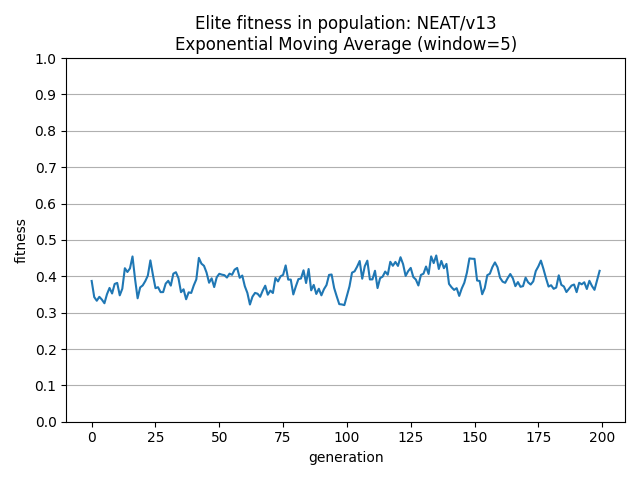 Elite fitness in population: NEAT/v13
Exponential Moving Average (window=5)
1.0
0.9
0.8
0.7
0.6
0.5
0.4
0.3
0.2
0.1
0.0
fitness
0 25 50 75 100 125 150 175 200
generation